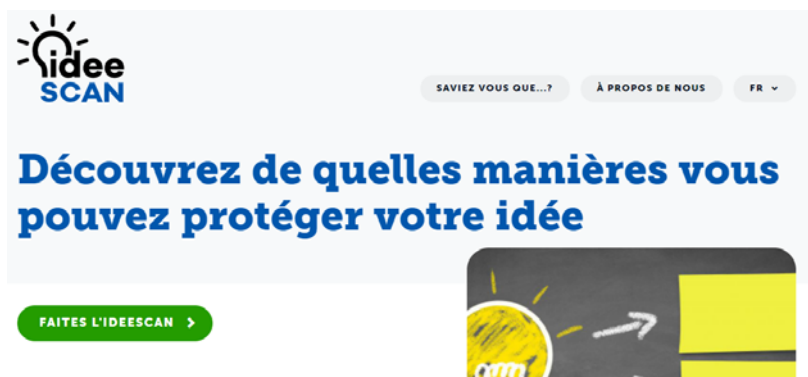 idee
SCAN
SAVIEZ VOUS QUE...?
À PROPOS DE NOUS
FR
Découvrez de quelles manières vous
pouvez protéger votre idée
FAITES L'IDEESCAN